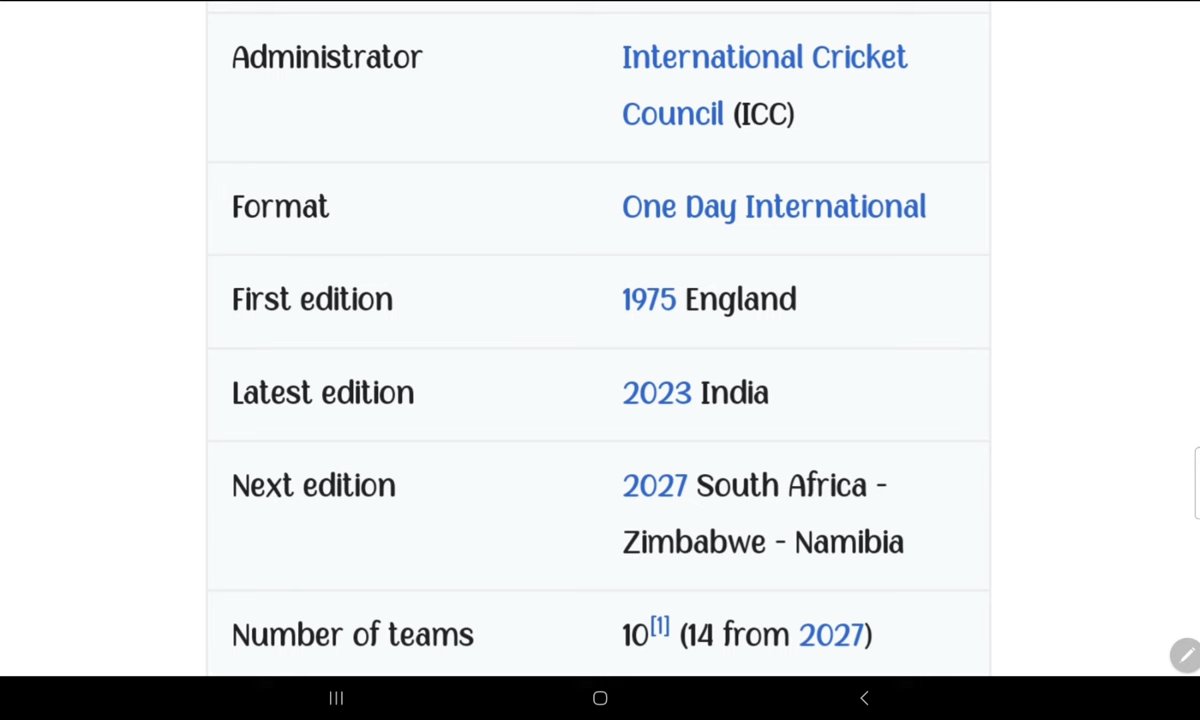 Administrator
International Cricket
Council (ICC)
Format
One Day International
First edition
1975 England
Latest edition
2023 India
Next edition
2027 South Africa -
Zimbabwe - Namibia
Number of teams
10[1] (14 from 2027)